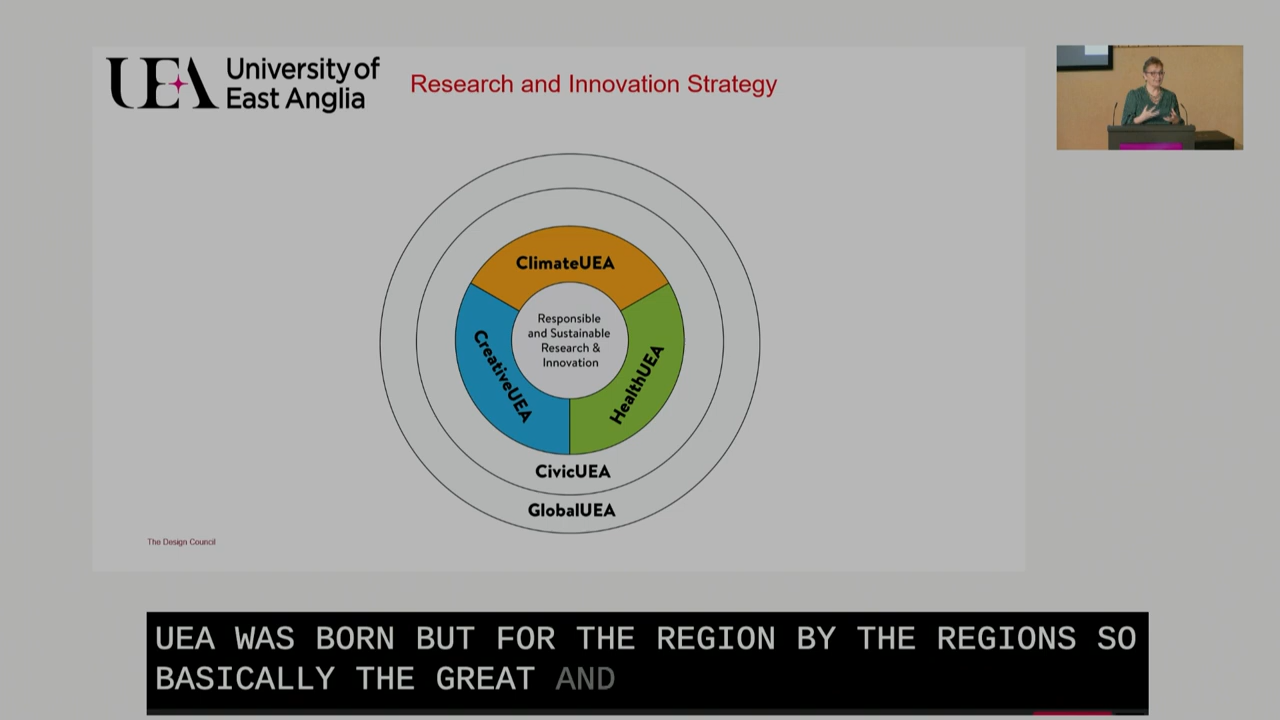 UEA University of
East Anglia
Research and Innovation Strategy
ClimateUEA
Responsible
and Sustainable
Research &
Innovation
CreativeUEA
HealthUEA
CivicUEA
GlobalUEA
The Design Council
UEA WAS BORN BUT FOR THE REGION BY THE REGIONS SO
BASICALLY THE GREAT AND